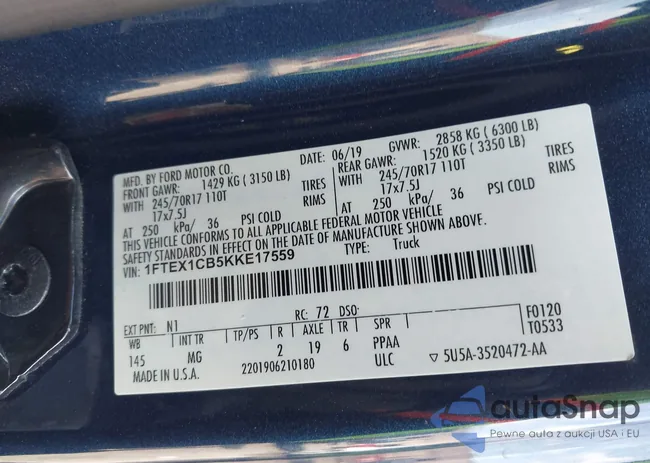 MFD. BY FORD MOTOR CO.
DATE: 06/19 GVWR: 2858 KG ( 6300 LB)
FRONT GAWR: 1429 KG ( 3150 LB) REAR GAWR: 1520 KG ( 3350 LB)
WITH 245/70R17 110T TIRES WITH 245/70R17 110T TIRES
17x7.5J RIMS 17x7.5J RIMS
AT 250 kPa/ 36 PSI COLD AT 250 kPa/ 36 PSI COLD
THIS VEHICLE CONFORMS TO ALL APPLICABLE FEDERAL MOTOR VEHICLE
SAFETY STANDARDS IN EFFECT ON THE DATE OF MANUFACTURE SHOWN ABOVE.
VIN: 1FTEX1CB5KKE17559 TYPE: Truck
EXT PNT: N1 RC: 72 DSO: F0120
WB INT TR TP/PS R AXLE TR SPR T0533
145 MG 2 19 6 PPAA
MADE IN U.S.A. 2201906210180 ULC ▽ 5U5A-3520472-AA
autoSnap
Pewne auta z aukcji USA i EU